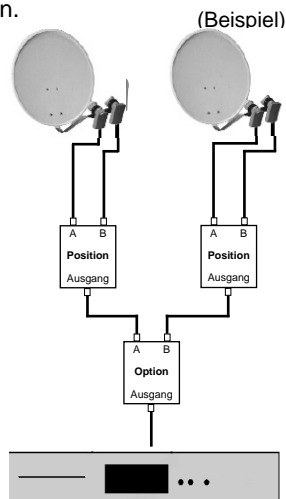 n.
(Beispiel)
A B A B
Position Position
Ausgang Ausgang
A B
Option
Ausgang